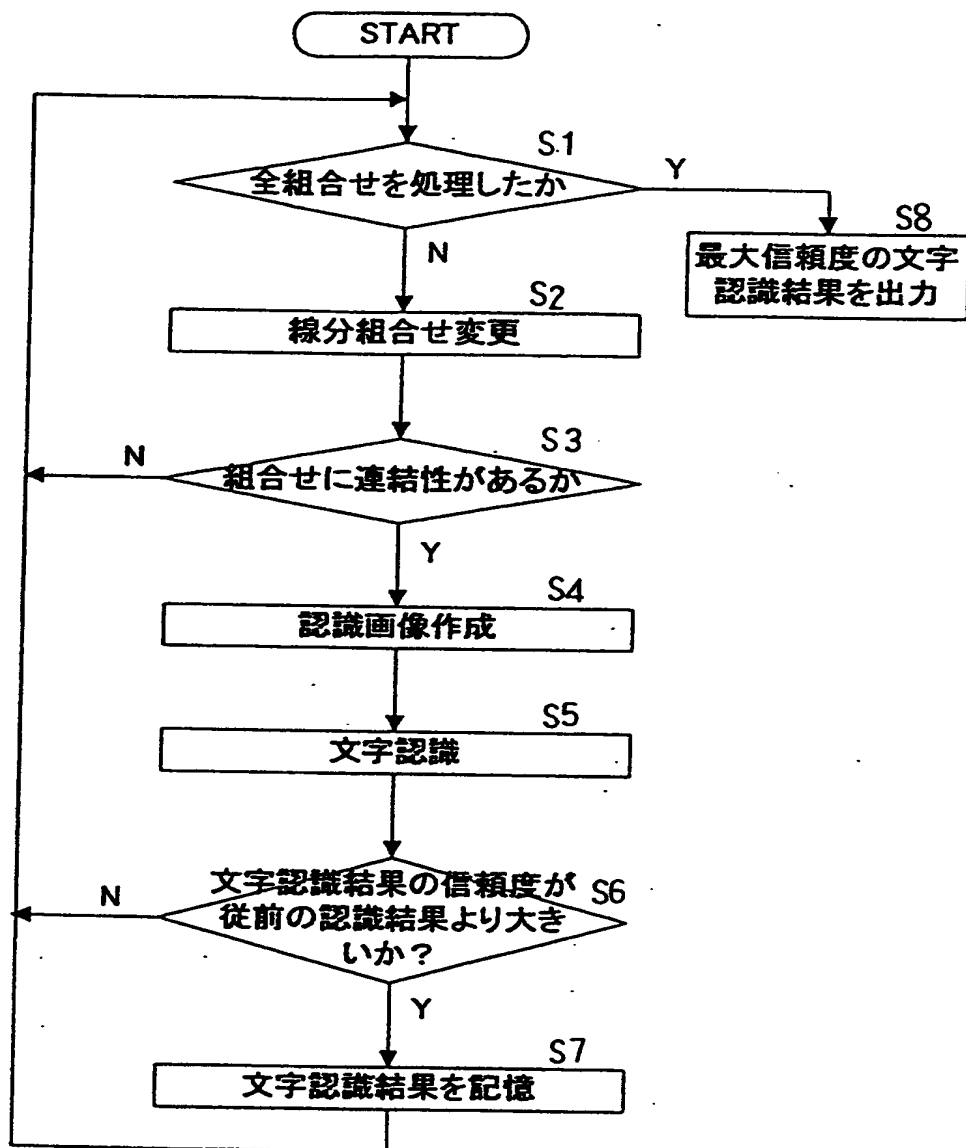 START
S1
全組合せを処理したか
Y
N
S8
最大信頼度の文字
認識結果を出力
S2
線分組合せ変更
S3
N
組合せに連結性があるか
Y
S4
認識画像作成
S5
文字認識
S6
N
文字認識結果の信頼度が
従前の認識結果より大き
いか？
Y
S7
文字認識結果を記憶